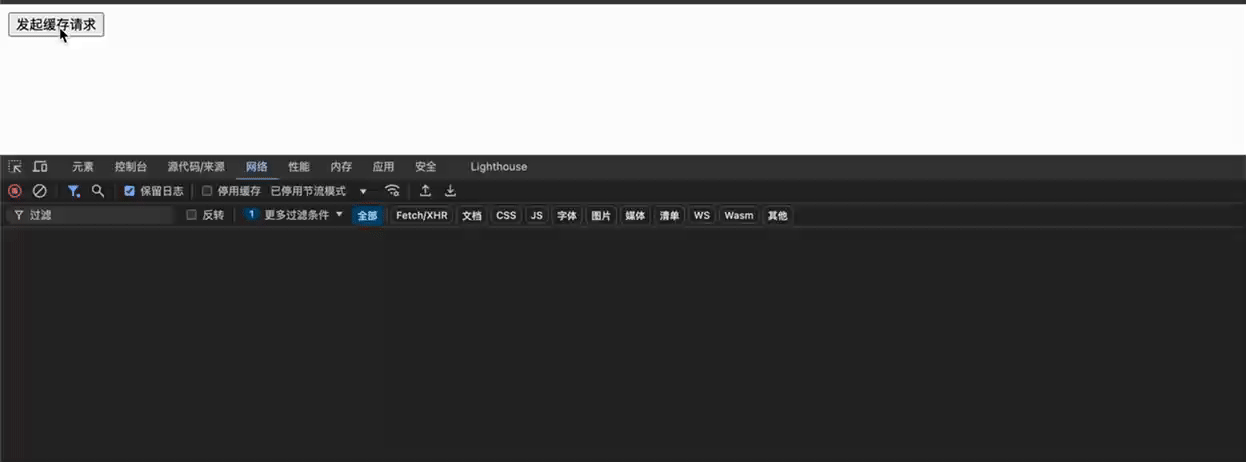 发起缓存请求
元素 控制台 源代码/来源 网络 性能 内存 应用 安全 Lighthouse
保留日志 停用缓存 已停用节流模式
过滤 反转 1 更多过滤条件 全部 Fetch/XHR 文档 CSS JS 字体 图片 媒体 清单 WS Wasm 其他